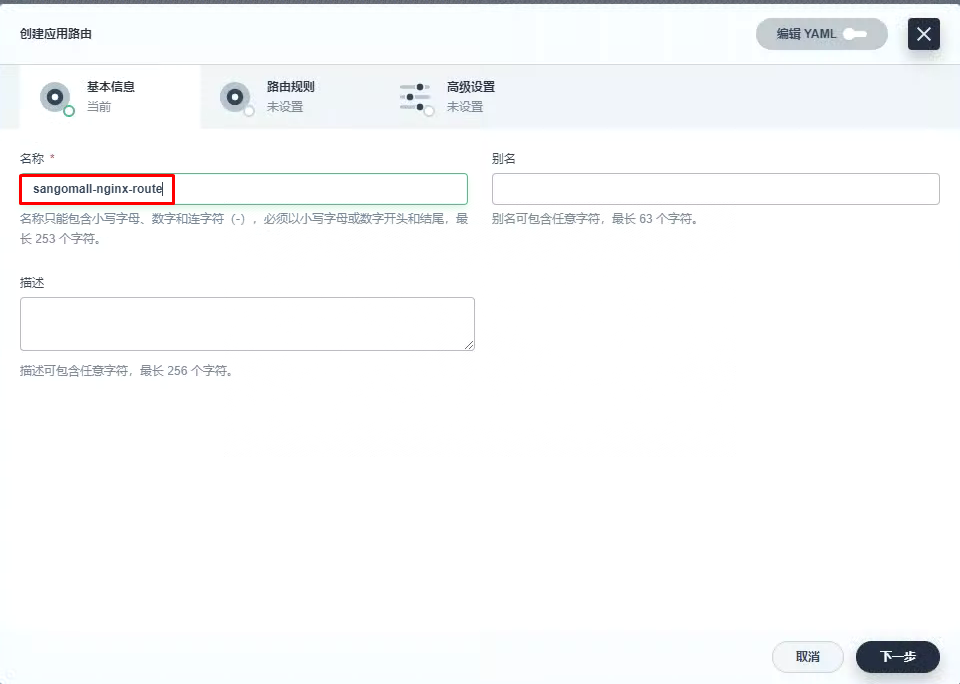 创建应用路由
编辑 YAML
基本信息
当前
路由规则
未设置
高级设置
未设置
名称 *
sangomall-nginx-route
名称只能包含小写字母、数字和连字符（-），必须以小写字母或数字开头和结尾，最
长 253 个字符。
别名
别名可包含任意字符，最长 63 个字符。
描述
描述可包含任意字符，最长 256 个字符。
取消
下一步